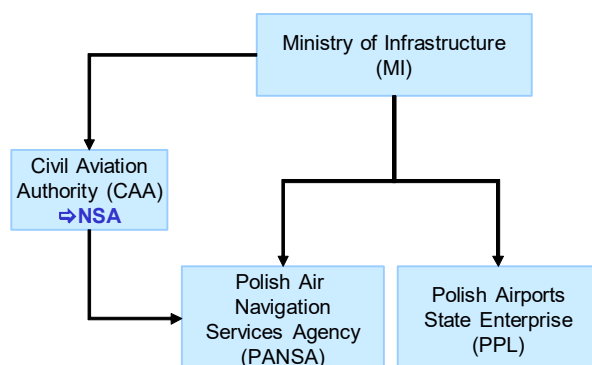 Ministry of Infrastructure
(MI)
Civil Aviation
Authority (CAA)
⇨NSA
Polish Air
Navigation
Services Agency
(PANSA)
Polish Airports
State Enterprise
(PPL)